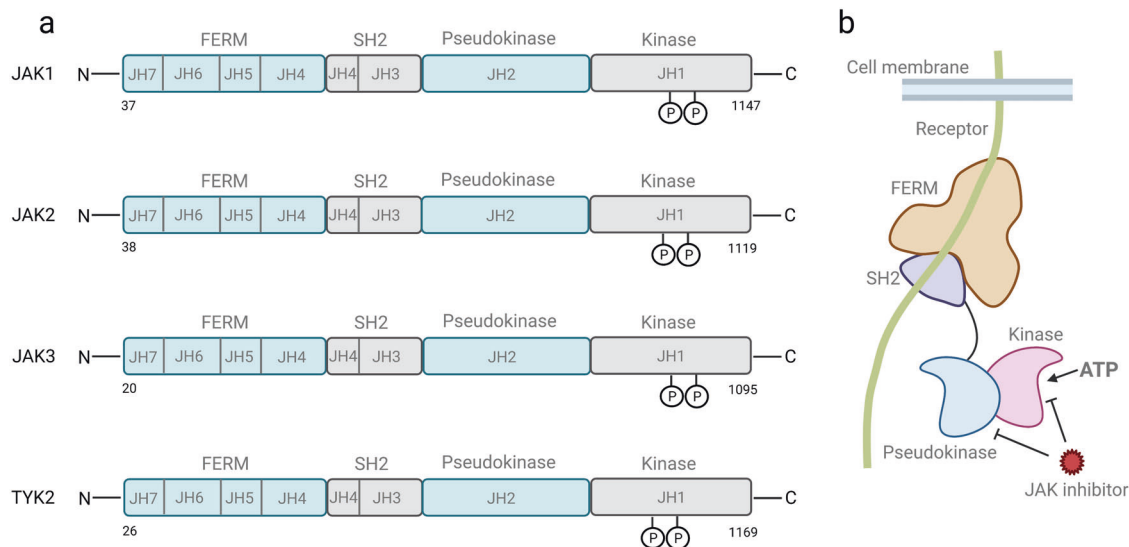 a
FERM SH2 Pseudokinase Kinase
JAK1 N JH7 JH6 JH5 JH4 JH4 JH3 JH2 JH1 C
37 P P 1147
FERM SH2 Pseudokinase Kinase
JAK2 N JH7 JH6 JH5 JH4 JH4 JH3 JH2 JH1 C
38 P P 1119
FERM SH2 Pseudokinase Kinase
JAK3 N JH7 JH6 JH5 JH4 JH4 JH3 JH2 JH1 C
20 P P 1095
FERM SH2 Pseudokinase Kinase
TYK2 N JH7 JH6 JH5 JH4 JH4 JH3 JH2 JH1 C
26 P P 1169
b
Cell membrane
Receptor
FERM
SH2
Kinase
ATP
Pseudokinase
JAK inhibitor